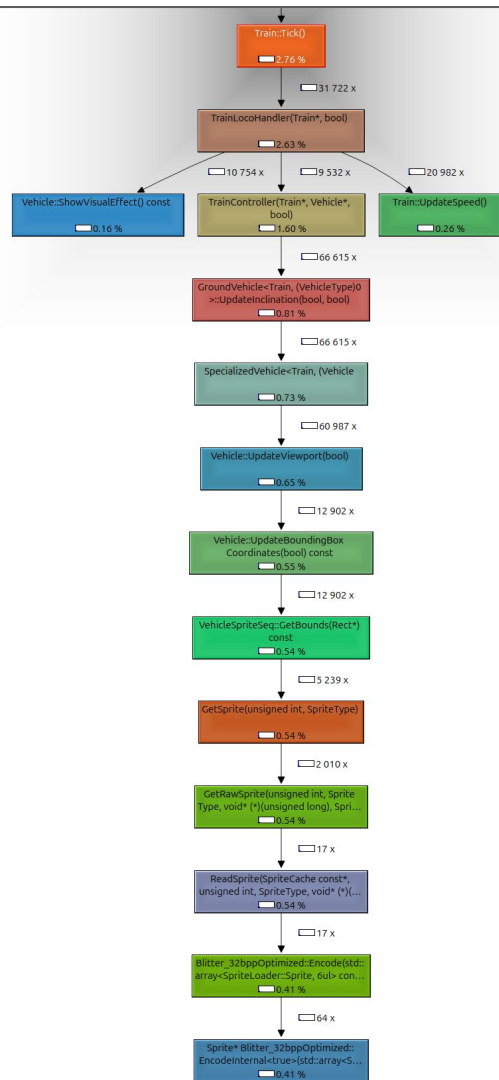 Train::Tick()
2.76 %
31 722 x
TrainLocoHandler(Train*, bool)
2.63 %
10 754 x
9 532 x
20 982 x
Vehicle::ShowVisualEffect() const
0.16 %
TrainController(Train*, Vehicle*,
bool)
1.60 %
Train::UpdateSpeed()
0.26 %
66 615 x
GroundVehicle<Train, (VehicleType)0
>::UpdateInclination(bool, bool)
0.81 %
66 615 x
SpecializedVehicle<Train, (Vehicle
0.73 %
60 987 x
Vehicle::UpdateViewport(bool)
0.65 %
12 902 x
Vehicle::UpdateBoundingBox
Coordinates(bool) const
0.55 %
12 902 x
VehicleSpriteSeq::GetBounds(Rect*)
const
0.54 %
5 239 x
GetSprite(unsigned int, SpriteType)
0.54 %
2 010 x
GetRawSprite(unsigned int, Sprite
Type, void* (*)(unsigned long), Spri...
0.54 %
17 x
ReadSprite(SpriteCache const*,
unsigned int, SpriteType, void* (*)(...
0.54 %
17 x
Blitter_32bppOptimized::Encode(std::
array<SpriteLoader::Sprite, 6ul> con...
0.41 %
64 x
Sprite* Blitter_32bppOptimized::
EncodeInternal<true>(std::array<S...
0.41 %